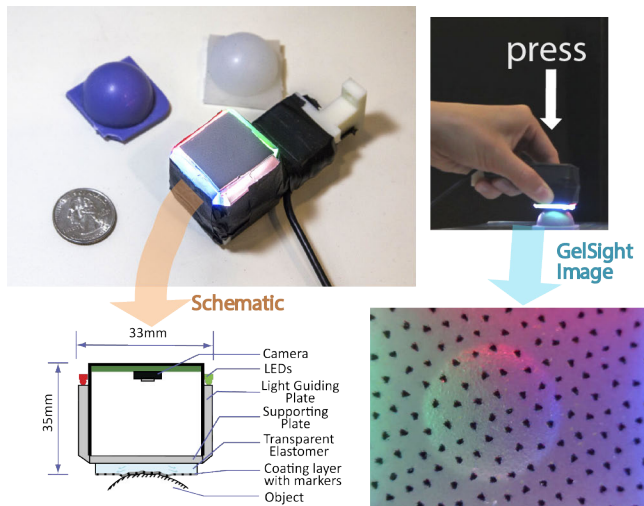 press
GelSight
Image
Schematic
33mm
35mm
Camera
LEDs
Light Guiding
Plate
Supporting
Plate
Transparent
Elastomer
Coating layer
with markers
Object